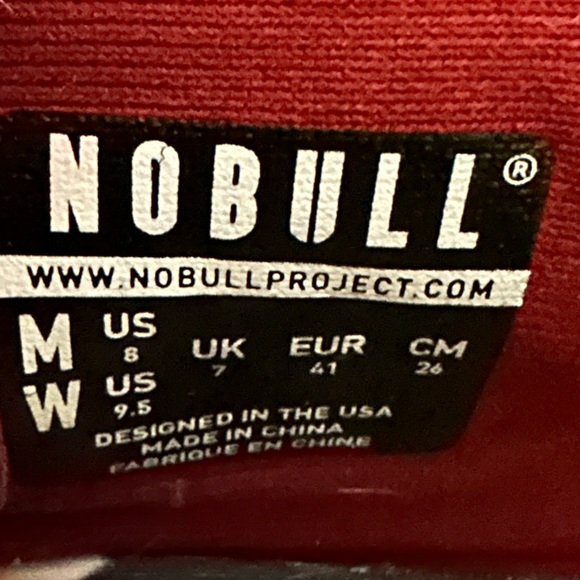 NOBULL®
WWW.NOBULLPROJECT.COM
M US 8 UK 7 EUR 41 CM 26
W US 9.5
DESIGNED IN THE USA
MADE IN CHINA
FABRIQUE EN CHINE